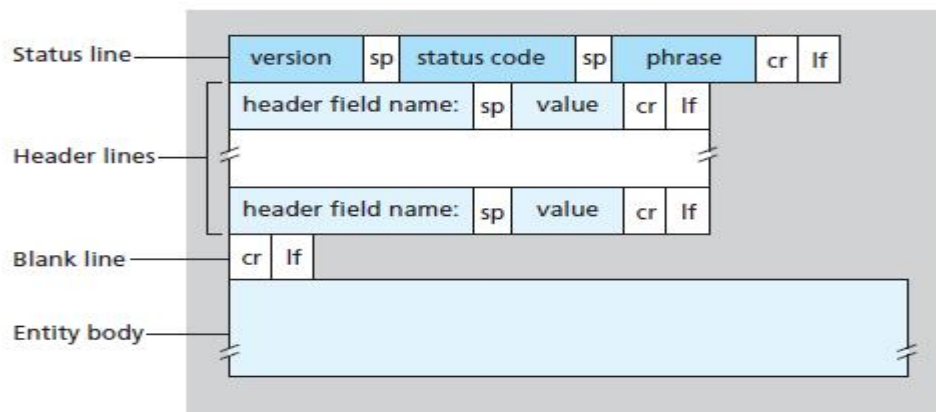 Status line version sp status code sp phrase cr lf
header field name: sp value cr lf
Header lines
header field name: sp value cr lf
Blank line cr lf
Entity body